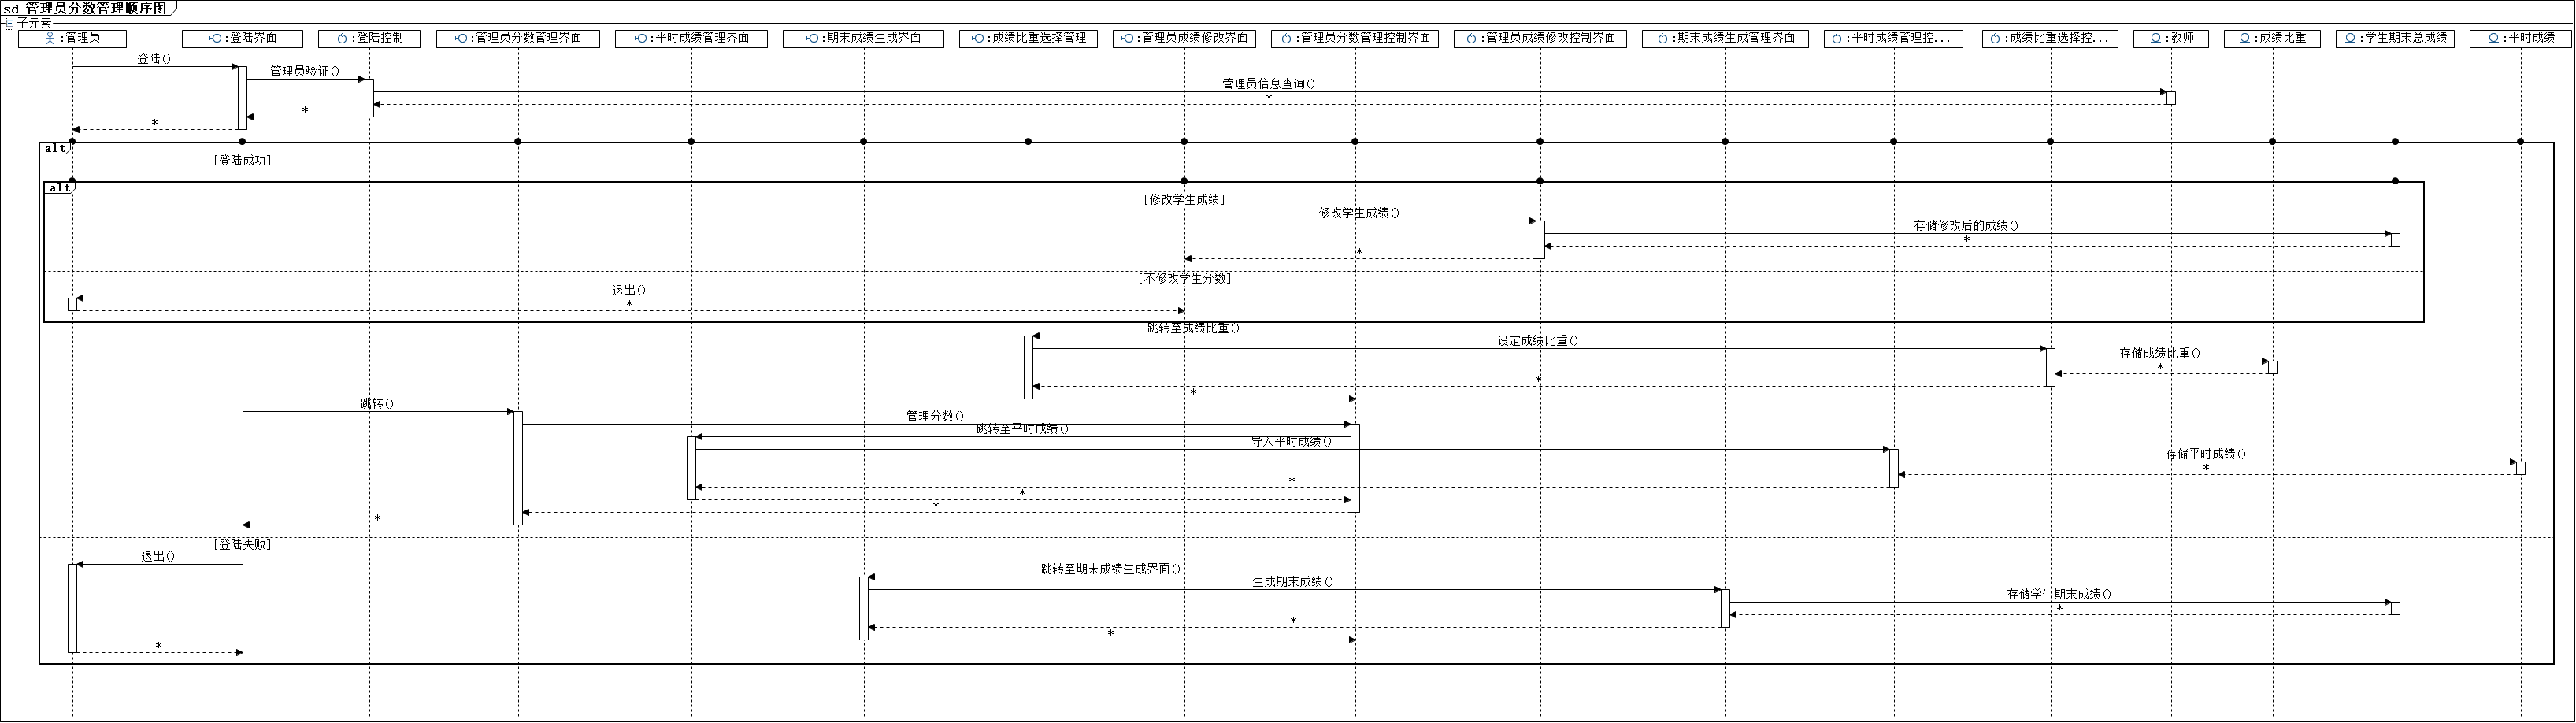 sd 管理员分数管理顺序图
子元素
:管理员
:登陆界面
:登陆控制
:管理员分数管理界面
:平时成绩管理界面
:期末成绩生成界面
:成绩比重选择管理
:管理员成绩修改界面
:管理员分数管理控制界面
:管理员成绩修改控制界面
:期末成绩生成管理界面
:平时成绩管理控...
:成绩比重选择控...
:教师
:成绩比重
:学生期末总成绩
:平时成绩
登陆()
管理员验证()
管理员信息查询()
*
*
*
alt
[登陆成功]
alt
[修改学生成绩]
修改学生成绩()
存储修改后的成绩()
*
*
[不修改学生分数]
退出()
*
跳转至成绩比重()
设定成绩比重()
存储成绩比重()
*
*
*
跳转()
管理分数()
跳转至平时成绩()
导入平时成绩()
存储平时成绩()
*
*
*
*
*
[登陆失败]
退出()
跳转至期末成绩生成界面()
生成期末成绩()
存储学生期末成绩()
*
*
*
*